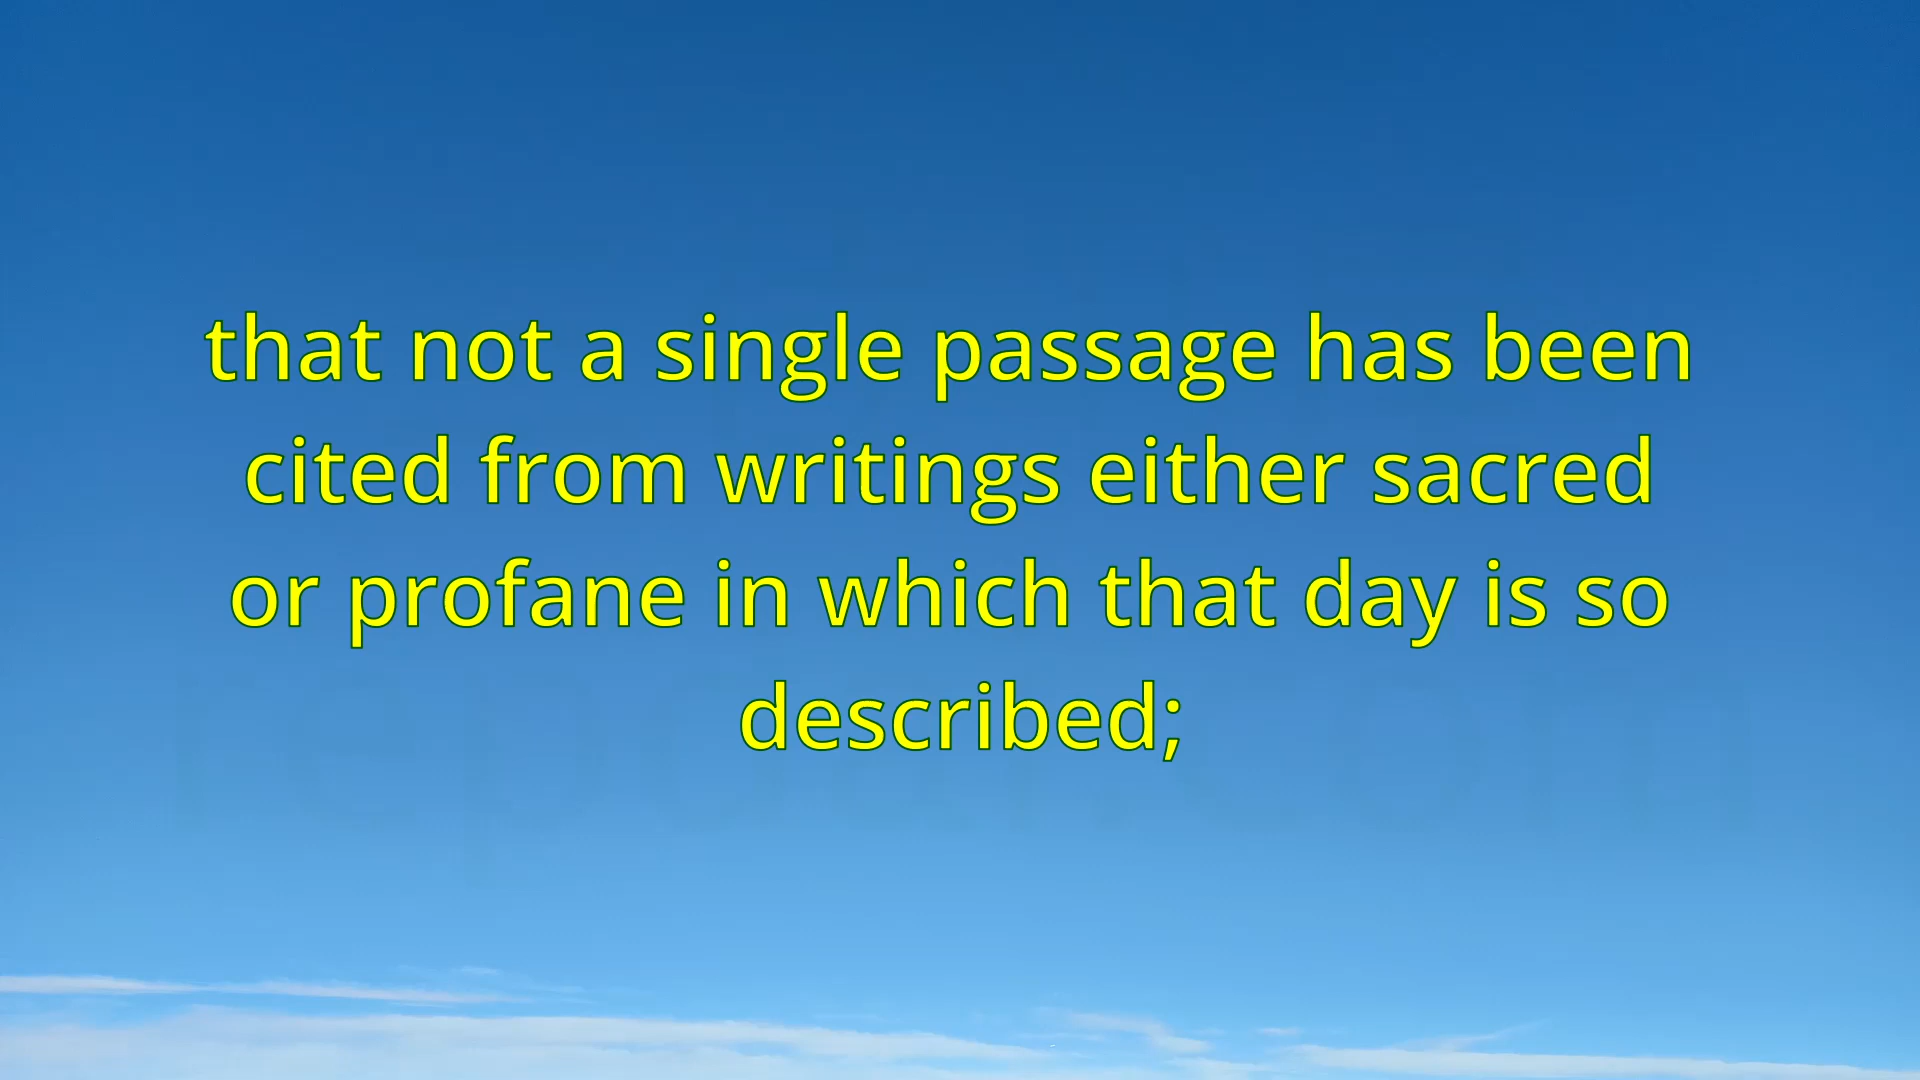 that not a single passage has been
cited from writings either sacred
or profane in which that day is so
described;